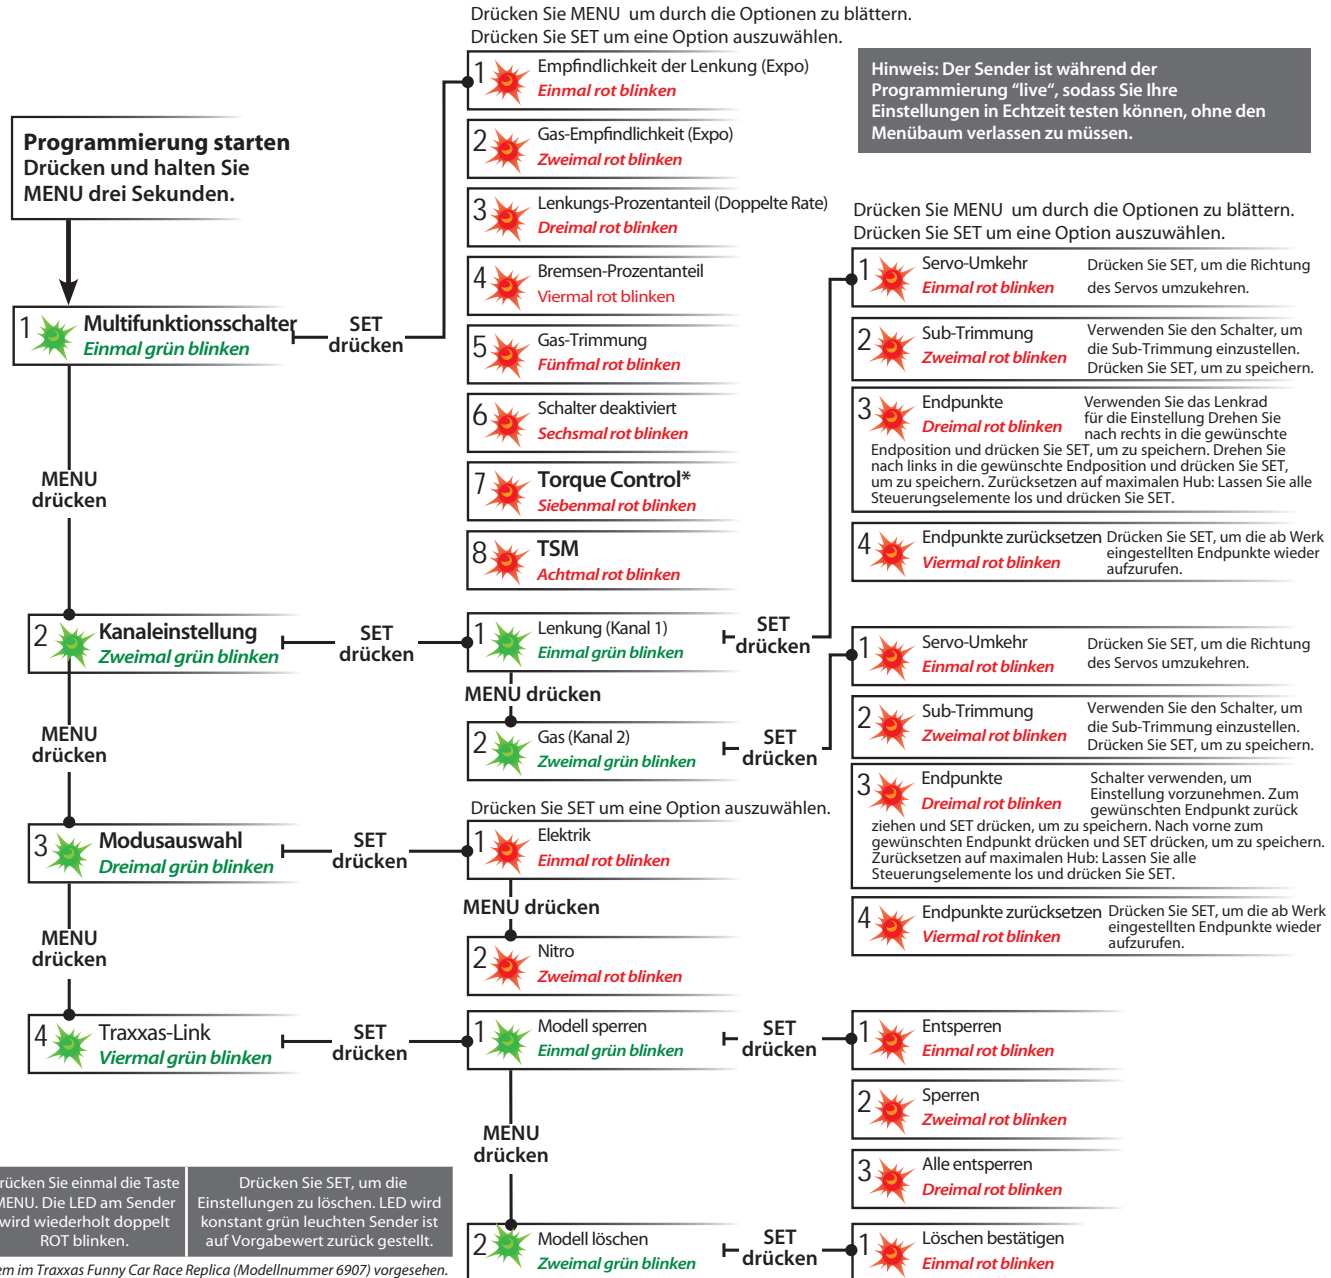 Drücken Sie MENU um durch die Optionen zu blättern.
Drücken Sie SET um eine Option auszuwählen.
Hinweis: Der Sender ist während der
Programmierung “live“, sodass Sie Ihre
Einstellungen in Echtzeit testen können, ohne den
Menübaum verlassen zu müssen.
Programmierung starten
Drücken und halten Sie
MENU drei Sekunden.
1 Multifunktionsschalter
Einmal grün blinken
SET
drücken
1 Empfindlichkeit der Lenkung (Expo)
Einmal rot blinken
2 Gas-Empfindlichkeit (Expo)
Zweimal rot blinken
3 Lenkungs-Prozentanteil (Doppelte Rate)
Dreimal rot blinken
4 Bremsen-Prozentanteil
Viermal rot blinken
5 Gas-Trimmung
Fünfmal rot blinken
6 Schalter deaktiviert
Sechsmal rot blinken
7 Torque Control*
Siebenmal rot blinken
8 TSM
Achtmal rot blinken
MENU
drücken
2 Kanaleinstellung
Zweimal grün blinken
SET
drücken
1 Lenkung (Kanal 1)
Einmal grün blinken
SET
drücken
MENU drücken
2 Gas (Kanal 2)
Zweimal grün blinken
SET
drücken
Drücken Sie MENU um durch die Optionen zu blättern.
Drücken Sie SET um eine Option auszuwählen.
1 Servo-Umkehr
Einmal rot blinken
Drücken Sie SET, um die Richtung
des Servos umzukehren.
2 Sub-Trimmung
Zweimal rot blinken
Verwenden Sie den Schalter, um
die Sub-Trimmung einzustellen.
Drücken Sie SET, um zu speichern.
3 Endpunkte
Dreimal rot blinken
Verwenden Sie das Lenkrad
für die Einstellung Drehen Sie
nach rechts in die gewünschte
Endposition und drücken Sie SET, um zu speichern. Drehen Sie
nach links in die gewünschte Endposition und drücken Sie SET,
um zu speichern. Zurücksetzen auf maximalen Hub: Lassen Sie alle
Steuerungselemente los und drücken Sie SET.
4 Endpunkte zurücksetzen
Viermal rot blinken
Drücken Sie SET, um die ab Werk
eingestellten Endpunkte wieder
aufzurufen.
1 Servo-Umkehr
Einmal rot blinken
Drücken Sie SET, um die Richtung
des Servos umzukehren.
2 Sub-Trimmung
Zweimal rot blinken
Verwenden Sie den Schalter, um
die Sub-Trimmung einzustellen.
Drücken Sie SET, um zu speichern.
3 Endpunkte
Dreimal rot blinken
Schalter verwenden, um
Einstellung vorzunehmen. Zum
gewünschten Endpunkt zurück
ziehen und SET drücken, um zu speichern. Nach vorne zum
gewünschten Endpunkt drücken und SET drücken, um zu speichern.
Zurücksetzen auf maximalen Hub: Lassen Sie alle
Steuerungselemente los und drücken Sie SET.
4 Endpunkte zurücksetzen
Viermal rot blinken
Drücken Sie SET, um die ab Werk
eingestellten Endpunkte wieder
aufzurufen.
MENU
drücken
3 Modusauswahl
Dreimal grün blinken
SET
drücken
Drücken Sie SET um eine Option auszuwählen.
1 Elektrik
Einmal rot blinken
MENU drücken
2 Nitro
Zweimal rot blinken
MENU
drücken
4 Traxxas-Link
Viermal grün blinken
SET
drücken
1 Modell sperren
Einmal grün blinken
SET
drücken
1 Entsperren
Einmal rot blinken
2 Sperren
Zweimal rot blinken
3 Alle entsperren
Dreimal rot blinken
MENU
drücken
2 Modell löschen
Zweimal grün blinken
SET
drücken
1 Löschen bestätigen
Einmal rot blinken
rücken Sie einmal die Taste
MENU. Die LED am Sender
wird wiederholt doppelt
ROT blinken.
Drücken Sie SET, um die
Einstellungen zu löschen. LED wird
konstant grün leuchten Sender ist
auf Vorgabewert zurück gestellt.
em im Traxxas Funny Car Race Replica (Modellnummer 6907) vorgesehen.